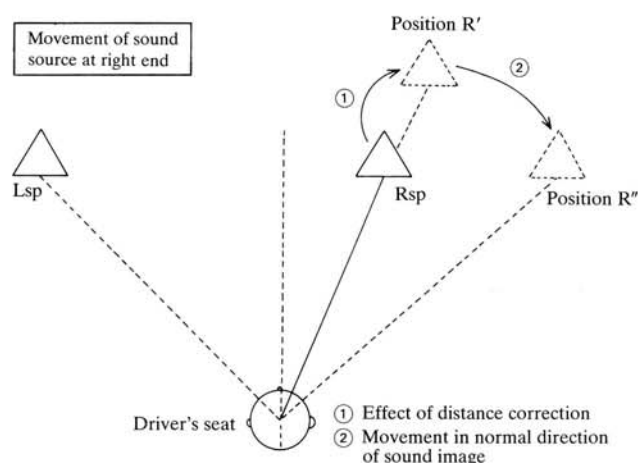 Movement of sound
source at right end
Position R′
①
②
Lsp
Rsp
Position R″
Driver's seat
① Effect of distance correction
② Movement in normal direction
of sound image